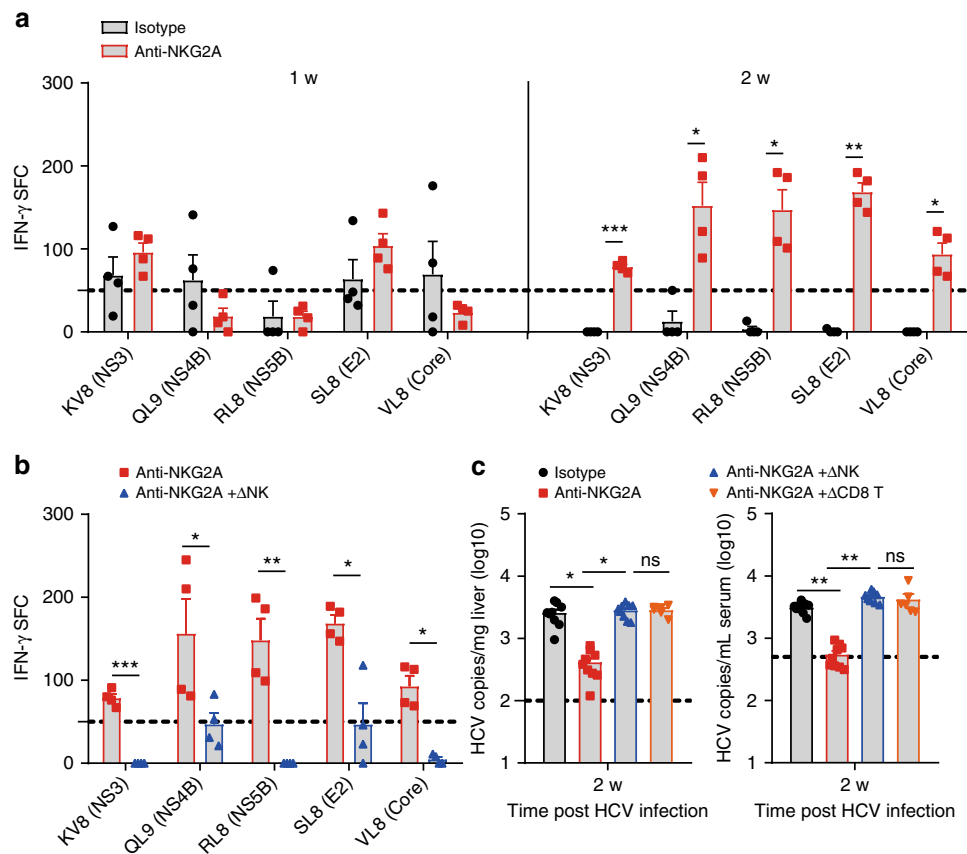 a
Isotype
Anti-NKG2A
1 w
2 w
IFN-γ SFC
300
200
100
0
*** * * ** *
KV8 (NS3) QL9 (NS4B) RL8 (NS5B) SL8 (E2) VL8 (Core) KV8 (NS3) QL9 (NS4B) RL8 (NS5B) SL8 (E2) VL8 (Core)
b
Anti-NKG2A
Anti-NKG2A +ΔNK
IFN-γ SFC
300
200
100
0
*** * ** * *
KV8 (NS3) QL9 (NS4B) RL8 (NS5B) SL8 (E2) VL8 (Core)
c
Isotype
Anti-NKG2A
Anti-NKG2A +ΔNK
Anti-NKG2A +ΔCD8 T
HCV copies/mg liver (log10)
5
4
3
2
1
* * ns
2 w
Time post HCV infection
HCV copies/mL serum (log10)
5
4
3
2
1
** ** ns
2 w
Time post HCV infection